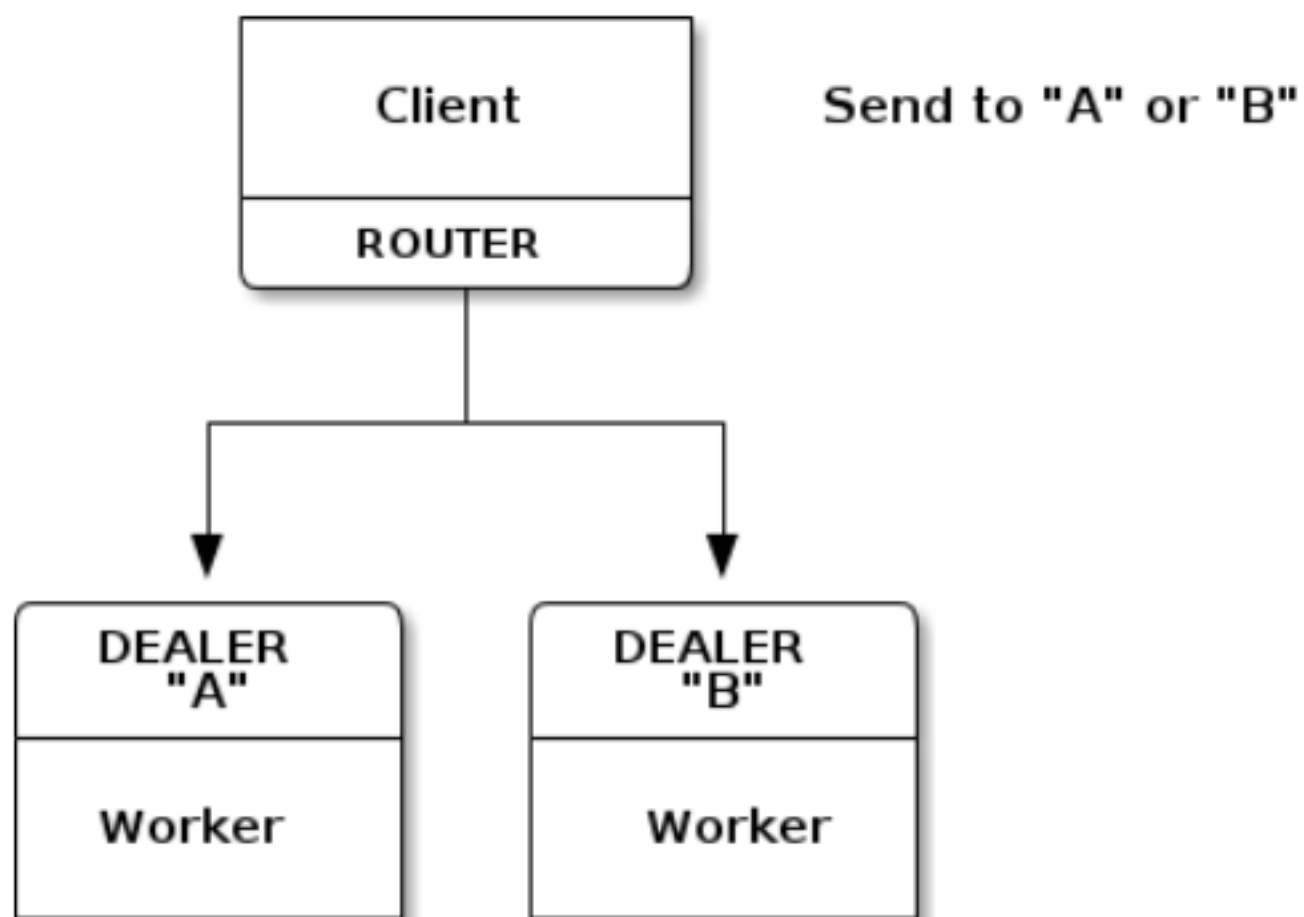 Client
Send to "A" or "B"
ROUTER
DEALER
"A"
DEALER
"B"
Worker
Worker